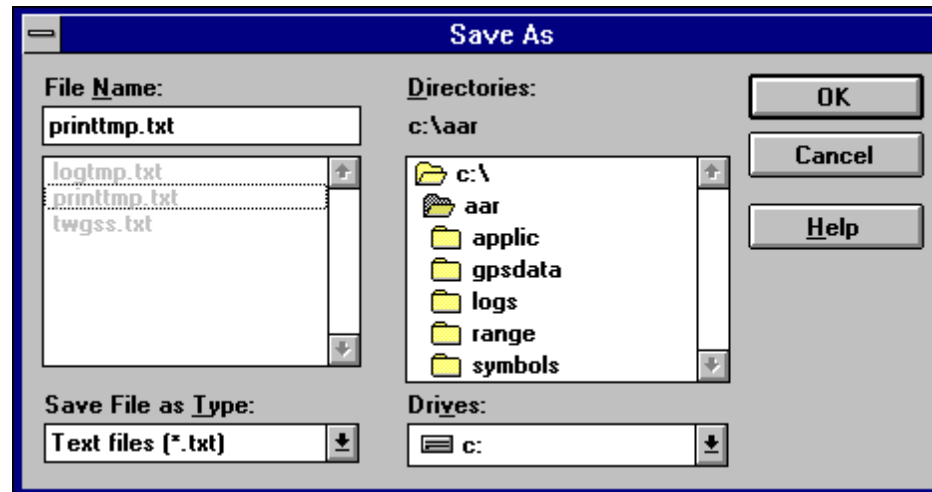 Save As
File Name:
printtmp.txt
logtmp.txt
printtmp.txt
twgss.txt
Save File as Type:
Text files (*.txt)
Directories:
c:\aar
c:\
aar
applic
gpsdata
logs
range
symbols
Drives:
c:
OK
Cancel
Help